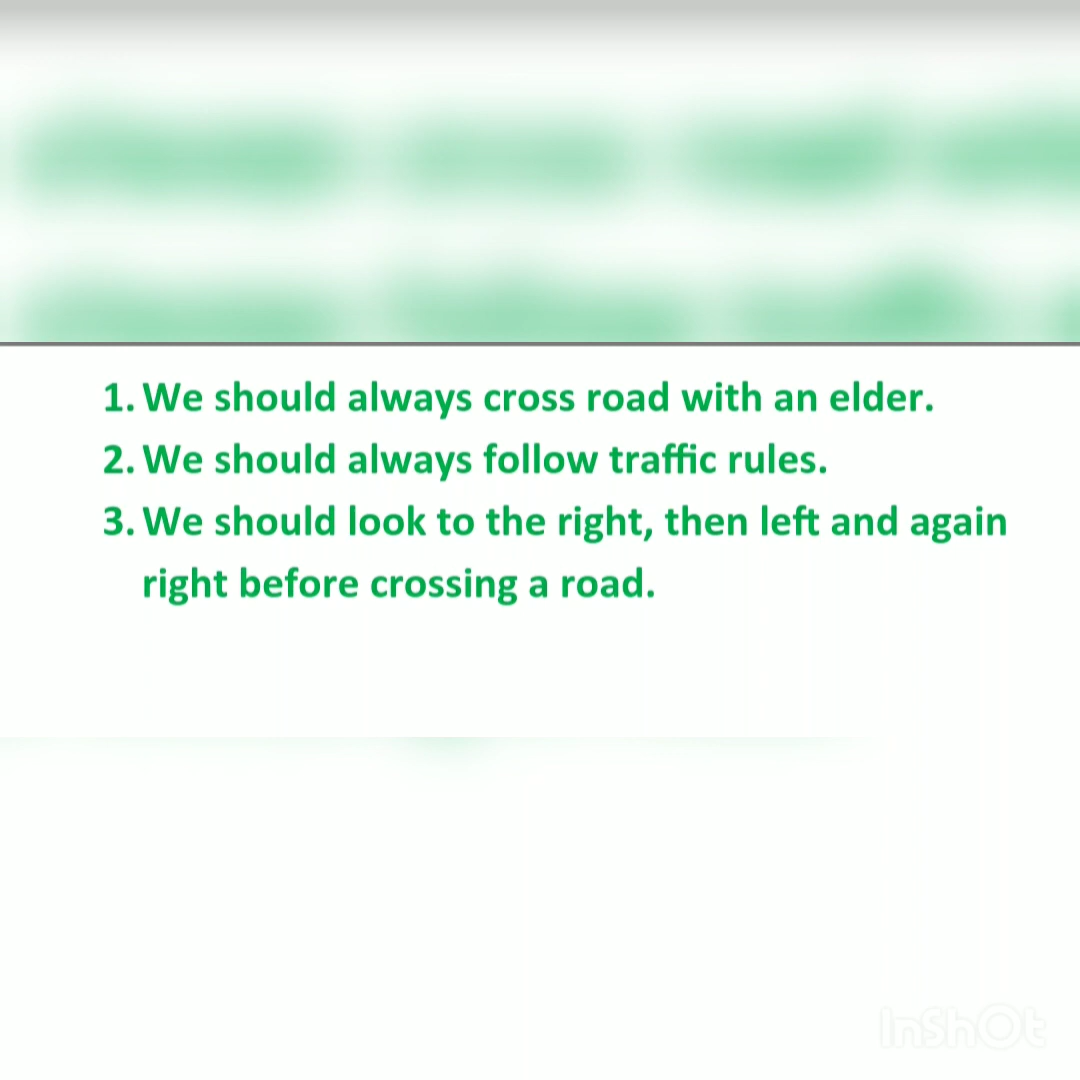 1. We should always cross road with an elder.
2. We should always follow traffic rules.
3. We should look to the right, then left and again
right before crossing a road.
InShOt